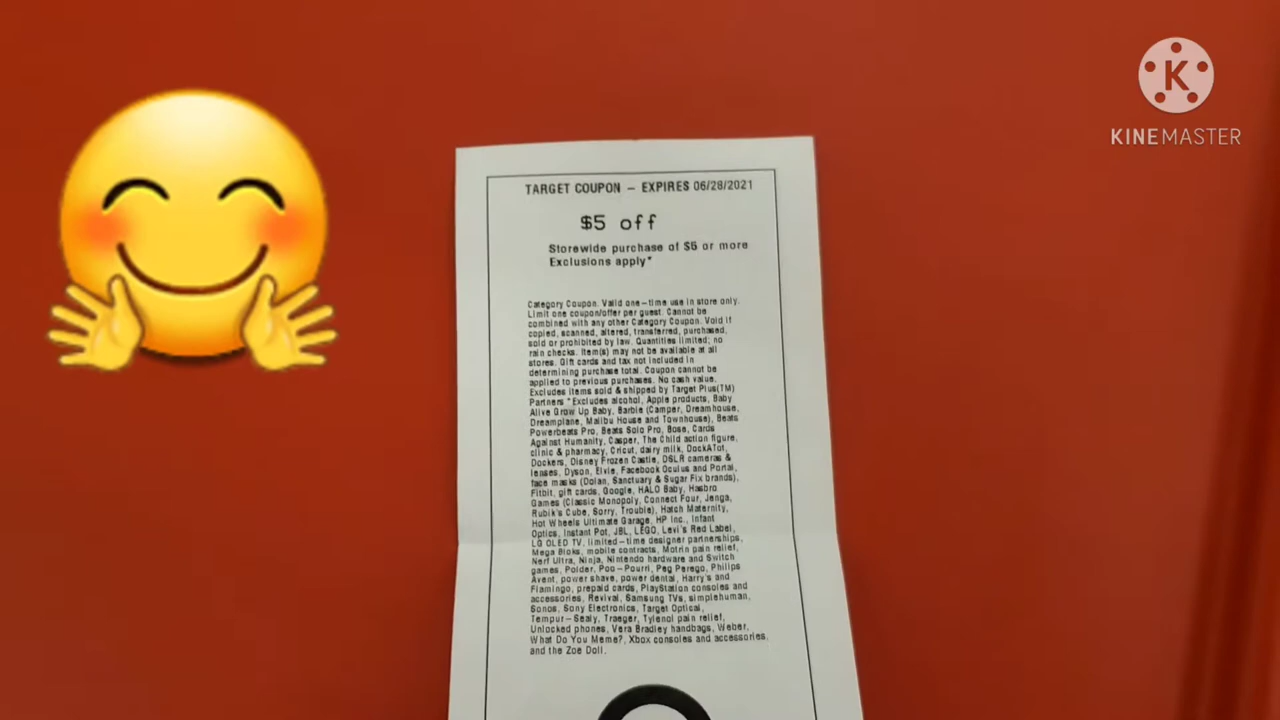 K
KINEMASTER
TARGET COUPON – EXPIRES 06/28/2021
$5 off
Storewide purchase of $5 or more
Exclusions apply*
Category Coupon. Valid one-time use in store only.
Limit one coupon/offer per guest. Cannot be
combined with any other Category Coupon. Void if
copied, scanned, altered, transferred, purchased,
sold or prohibited by law. Quantities limited; no
rain checks. Item(s) may not be available at all
stores. Gift cards and tax not included in
determining purchase total. Coupon cannot be
applied to previous purchases. No cash value.
Excludes items sold & shipped by Target Plus(TM)
Partners *Excludes alcohol, Apple products, Baby
Alive Grow Up Baby, Barbie (Camper, Dreamhouse,
Dreamplane, Malibu House and Townhouse), Beats
Powerbeats Pro, Beats Solo Pro, Bose, Cards
Against Humanity, Casper, The Child action figure,
clinic & pharmacy, Cricut, dairy milk, DockATot,
Dockers, Disney Frozen Castle, DSLR cameras &
lenses, Dyson, Elvie, Facebook Oculus and Portal,
face masks (Dolan, Sanctuary & Sugar Fix brands),
Fitbit, gift cards, Google, HALO Baby, Hasbro
Games (Classic Monopoly, Connect Four, Jenga,
Rubik's Cube, Sorry, Trouble), Hatch Maternity,
Hot Wheels Ultimate Garage, HP Inc., Infant
Optics, Instant Pot, JBL, LEGO, Levi's Red Label,
LG OLED TV, limited-time designer partnerships,
Mega Bloks, mobile contracts, Motrin pain relief,
Nerf Ultra, Ninja, Nintendo hardware and Switch
games, Polder, Poo-Pourri, Peg Perego, Philips
Avent, power shave, power dental, Harry's and
Flamingo, prepaid cards, PlayStation consoles and
accessories, Revival, Samsung TVs, simplehuman,
Sonos, Sony Electronics, Target Optical,
Tempur-Sealy, Traeger, Tylenol pain relief,
Unlocked phones, Vera Bradley handbags, Weber,
What Do You Meme?, Xbox consoles and accessories,
and the Zoe Doll.